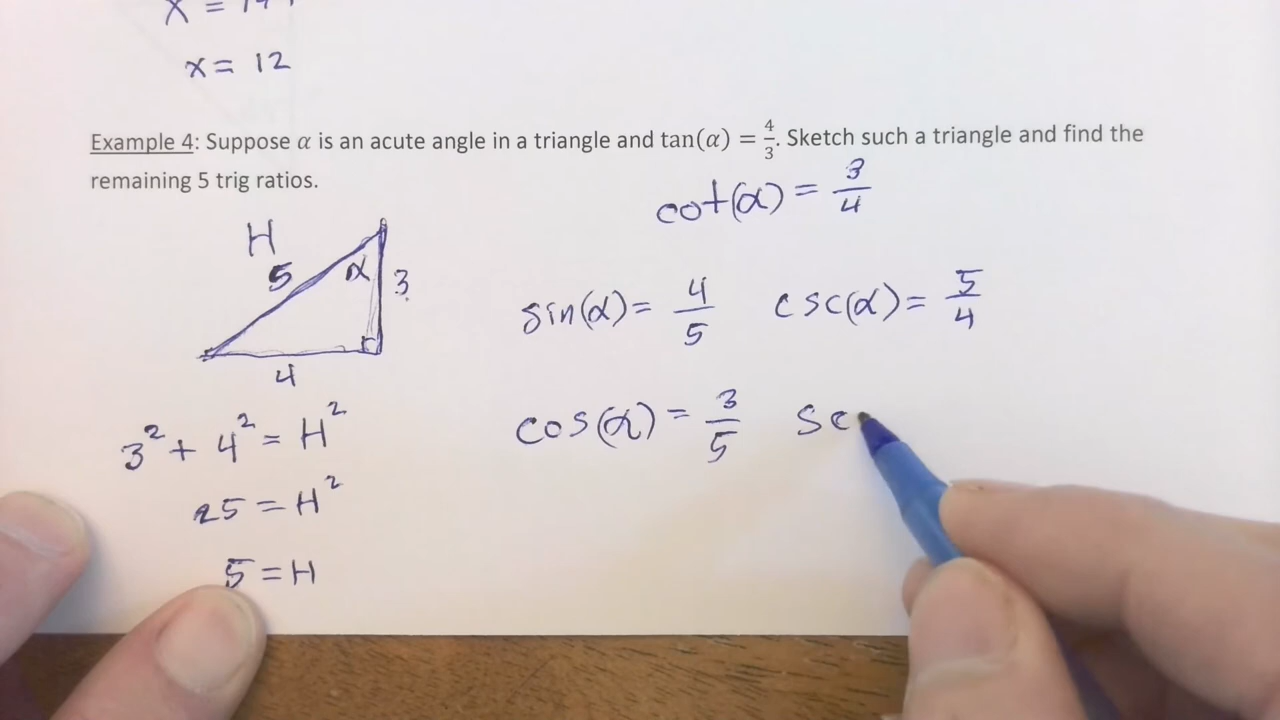 x = 144
x = 12
Example 4: Suppose α is an acute angle in a triangle and tan(α) = 4/3. Sketch such a triangle and find the
remaining 5 trig ratios.
cot(α) = 3/4
H
5
α
3
4
sin(α) = 4/5 csc(α) = 5/4
cos(α) = 3/5 se
3² + 4² = H²
25 = H²
5 = H